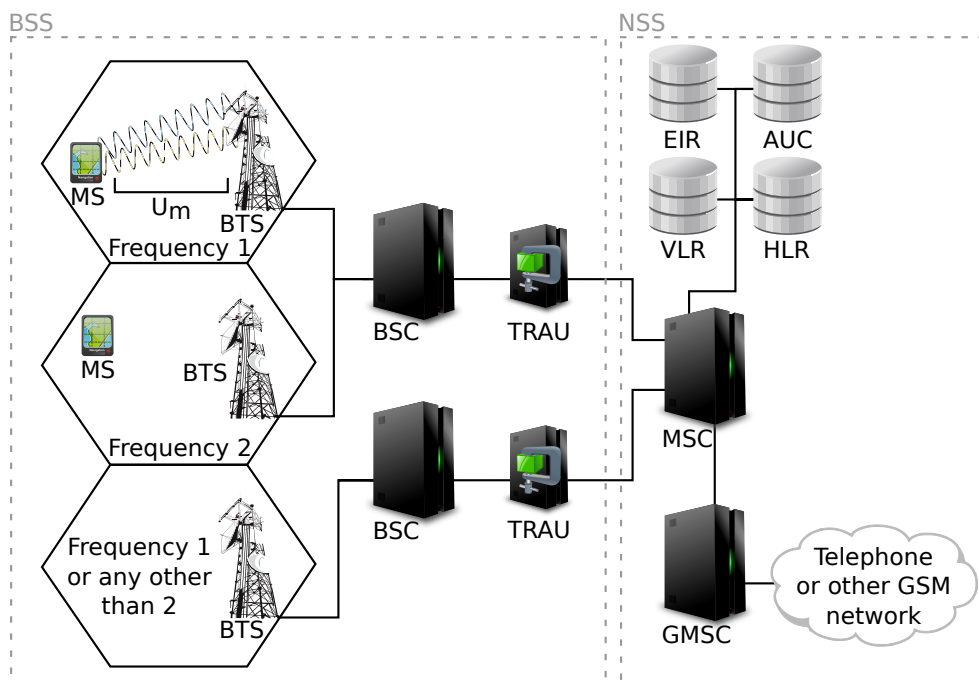 BSS
NSS
EIR
AUC
VLR
HLR
MS
Um
BTS
Frequency 1
BSC
TRAU
MS
BTS
Frequency 2
MSC
BSC
TRAU
Frequency 1
or any other
than 2
BTS
GMSC
Telephone
or other GSM
network